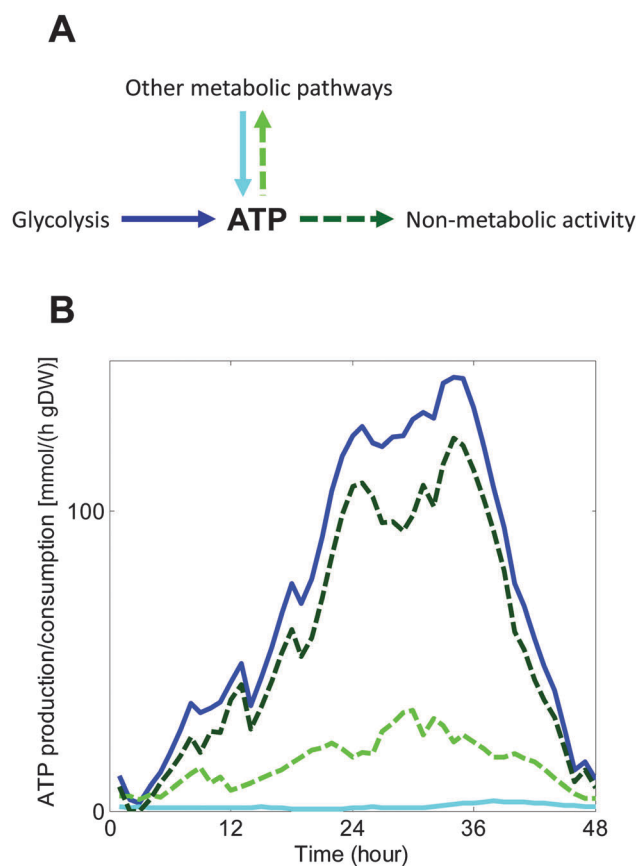 A
Other metabolic pathways
Glycolysis
ATP
Non-metabolic activity
B
ATP production/consumption [mmol/(h gDW)]
100
0
0
12
24
36
48
Time (hour)